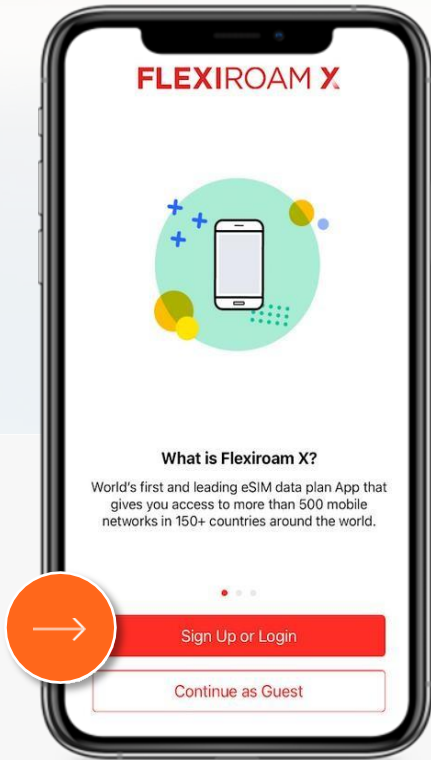 FLEXIROAM X
What is Flexiroam X?
World's first and leading eSIM data plan App that
gives you access to more than 500 mobile
networks in 150+ countries around the world.
Sign Up or Login
Continue as Guest